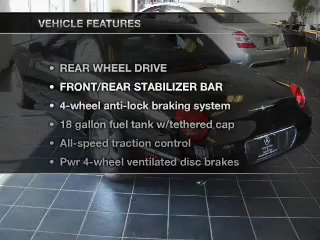 VEHICLE FEATURES
• REAR WHEEL DRIVE
• FRONT/REAR STABILIZER BAR
• 4-wheel anti-lock braking system
• 18 gallon fuel tank w/tethered cap
• All-speed traction control
• Pwr 4-wheel ventilated disc brakes